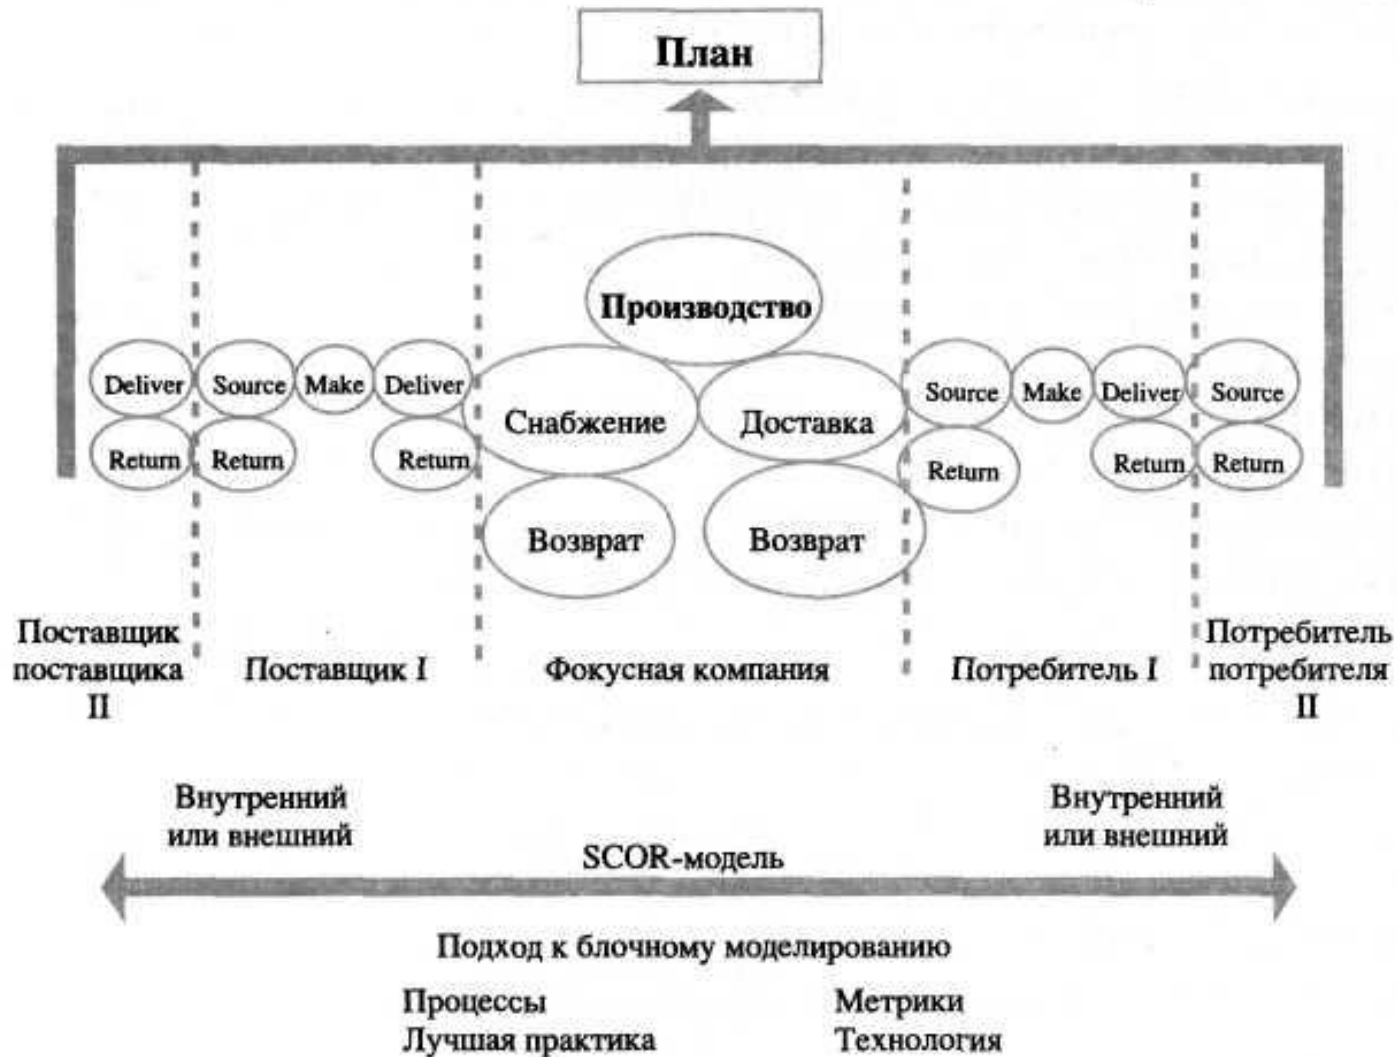 План
Производство
Deliver Source Make Deliver
Снабжение Доставка
Source Make Deliver Source
Return Return Return
Return Return Return
Возврат Возврат
Поставщик
поставщика
II
Поставщик I
Фокусная компания
Потребитель I
Потребитель
потребителя
II
Внутренний
или внешний
Внутренний
или внешний
SCOR-модель
Подход к блочному моделированию
Процессы Метрики
Лучшая практика Технология